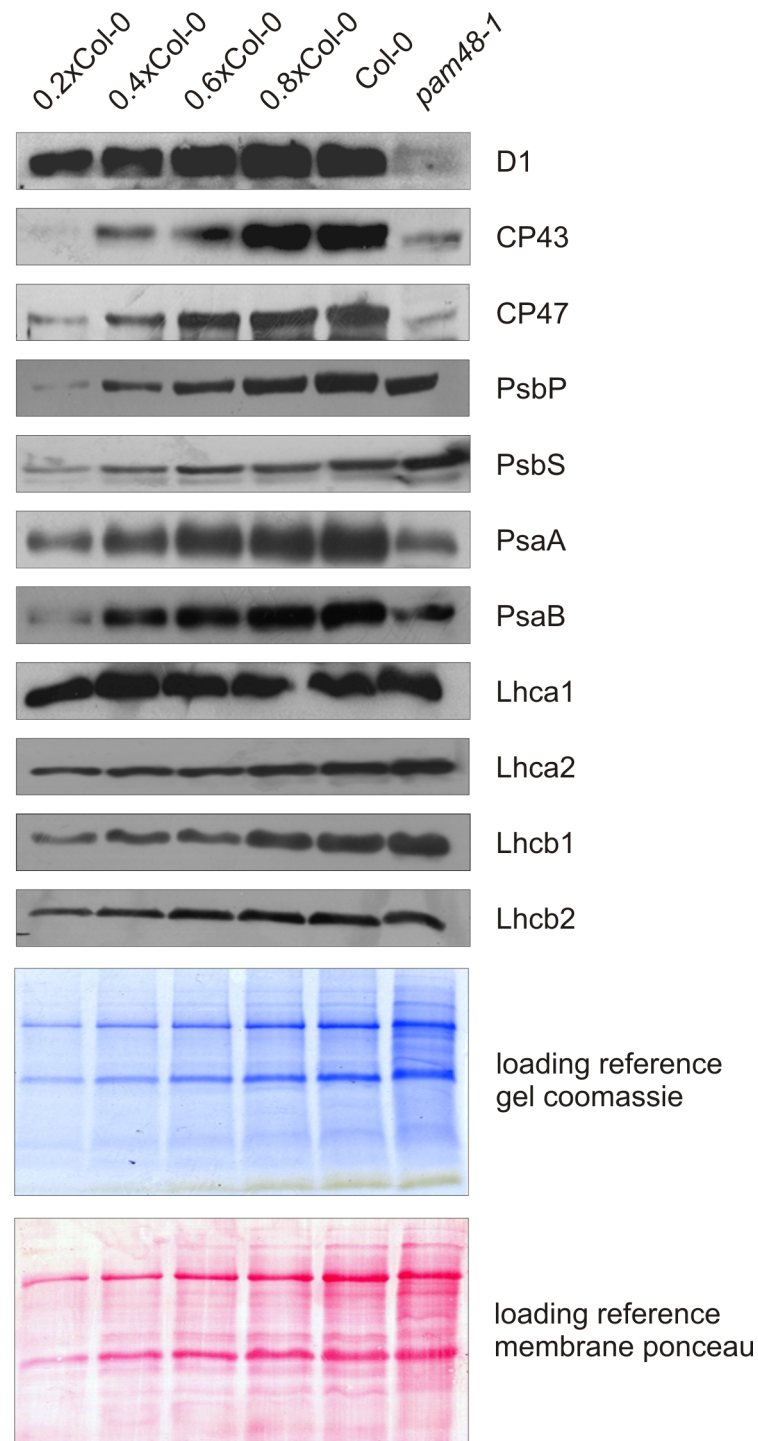 0.2xCol-0
0.4xCol-0
0.6xCol-0
0.8xCol-0
Col-0
pam48-1
D1
CP43
CP47
PsbP
PsbS
PsaA
PsaB
Lhca1
Lhca2
Lhcb1
Lhcb2
loading reference
gel coomassie
loading reference
membrane ponceau